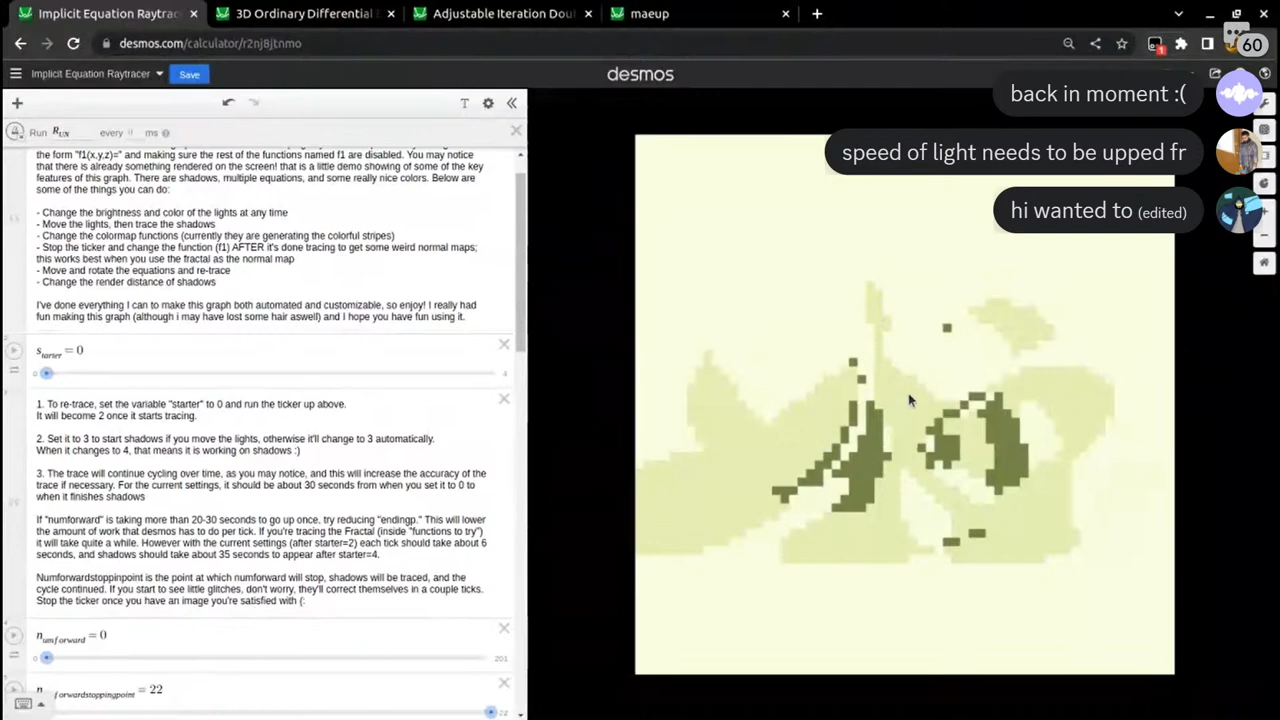 Implicit Equation Raytrac
3D Ordinary Differential
Adjustable Iteration Dou
maeup
desmos.com/calculator/r2nj8jtnmo
1
60
Implicit Equation Raytracer
Save
desmos
back in moment :(
speed of light needs to be upped fr
hi wanted to (edited)
Run R_UN every ms
the form "f1(x,y,z)=" and making sure the rest of the functions named f1 are disabled. You may notice
that there is already something rendered on the screen! that is a little demo showing of some of the key
features of this graph. There are shadows, multiple equations, and some really nice colors. Below are
some of the things you can do:
- Change the brightness and color of the lights at any time
- Move the lights, then trace the shadows
- Change the colormap functions (currently they are generating the colorful stripes)
- Stop the ticker and change the function (f1) AFTER it's done tracing to get some weird normal maps;
this works best when you use the fractal as the normal map
- Move and rotate the equations and re-trace
- Change the render distance of shadows
I've done everything I can to make this graph both automated and customizable, so enjoy! I really had
fun making this graph (although i may have lost some hair aswell) and I hope you have fun using it.
2
s_tarter = 0
0 4
1. To re-trace, set the variable "starter" to 0 and run the ticker up above.
It will become 2 once it starts tracing.
2. Set it to 3 to start shadows if you move the lights, otherwise it'll change to 3 automatically.
When it changes to 4, that means it is working on shadows :)
3. The trace will continue cycling over time, as you may notice, and this will increase the accuracy of the
trace if necessary. For the current settings, it should be about 30 seconds from when you set it to 0 to
when it finishes shadows
If "numforward" is taking more than 20-30 seconds to go up once, try reducing "endingp." This will lower
the amount of work that desmos has to do per tick. If you're tracing the Fractal (inside "functions to try")
it will take quite a while. However with the current settings (after starter=2) each tick should take about 6
seconds, and shadows should take about 35 seconds to appear after starter=4.
Numforwardstoppinpoint is the point at which numforward will stop, shadows will be traced, and the
cycle continued. If you start to see little glitches, don't worry, they'll correct themselves in a couple ticks.
Stop the ticker once you have an image you're satisfied with (:
4
n_umforward = 0
0 201
5
n_umforwardstoppingpoint = 22
22